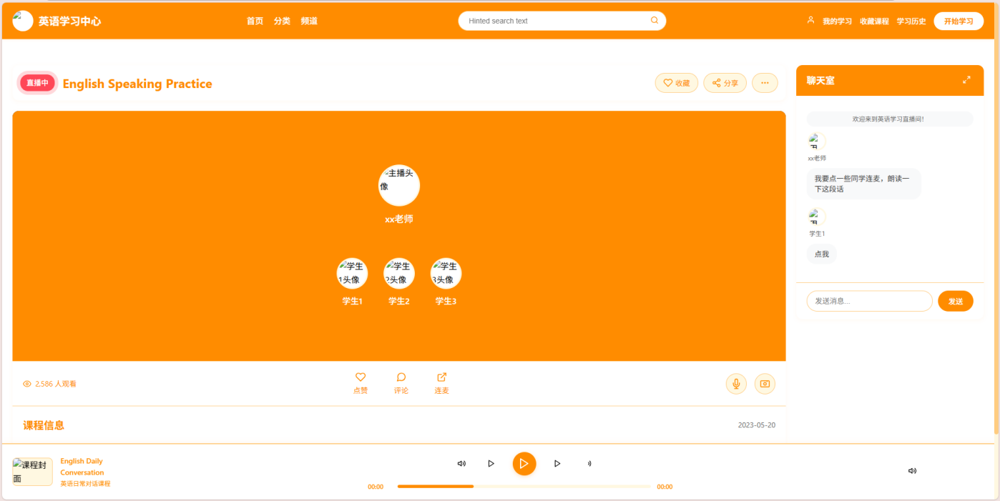 英语学习中心
首页 分类 频道
Hinted search text
我的学习 收藏课程 学习历史 开始学习
直播中 English Speaking Practice
收藏 分享 ···
主播头
像
xx老师
学生 学生 学生
1头像 2头像 3头像
学生1 学生2 学生3
2,586 人观看
点赞 评论 连麦
课程信息 2023-05-20
聊天室
欢迎来到英语学习直播间!
xx老师
我要点一些同学连麦，朗读一
下这段话
学生1
点我
发送消息... 发送
课程封
面
English Daily
Conversation
英语日常对话课程
00:00 00:00